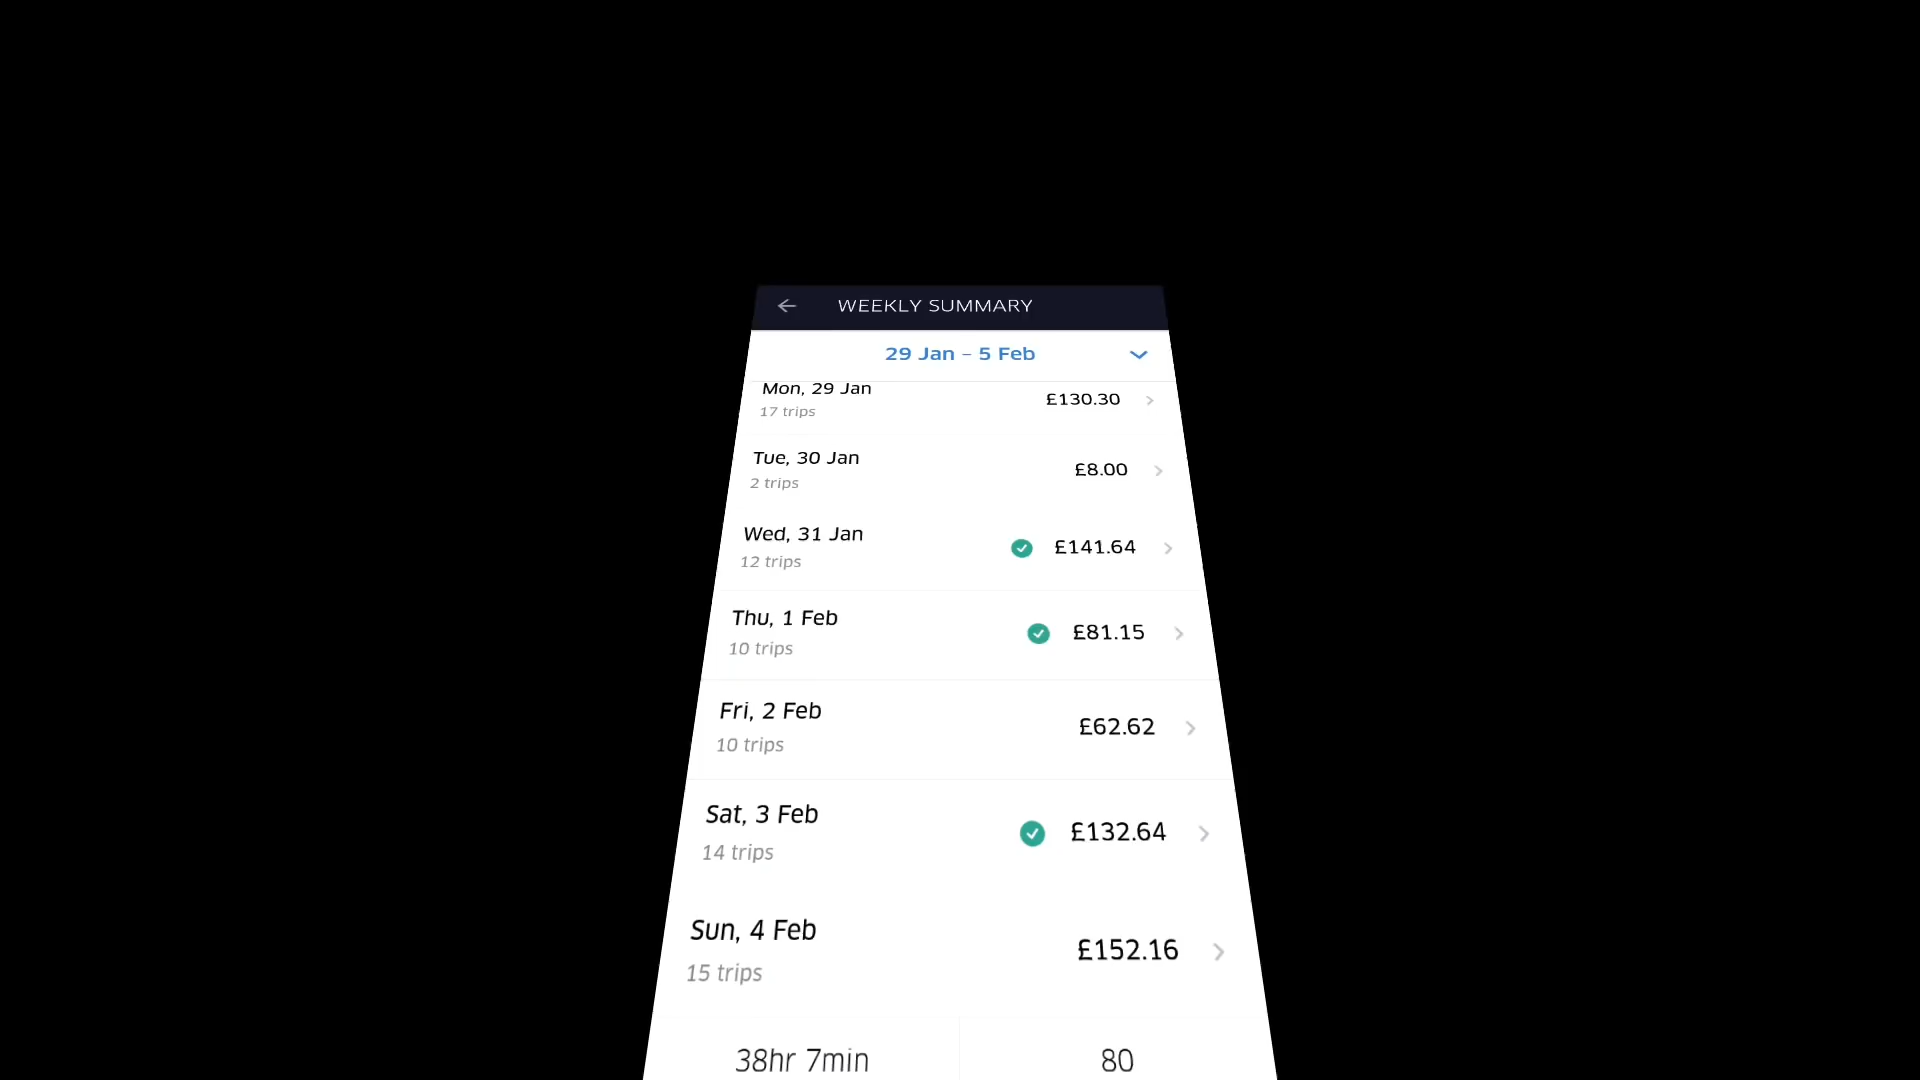 WEEKLY SUMMARY
29 Jan – 5 Feb
Mon, 29 Jan
£130.30
17 trips
Tue, 30 Jan
£8.00
2 trips
Wed, 31 Jan
£141.64
12 trips
Thu, 1 Feb
£81.15
10 trips
Fri, 2 Feb
£62.62
10 trips
Sat, 3 Feb
£132.64
14 trips
Sun, 4 Feb
£152.16
15 trips
38hr 7min
80